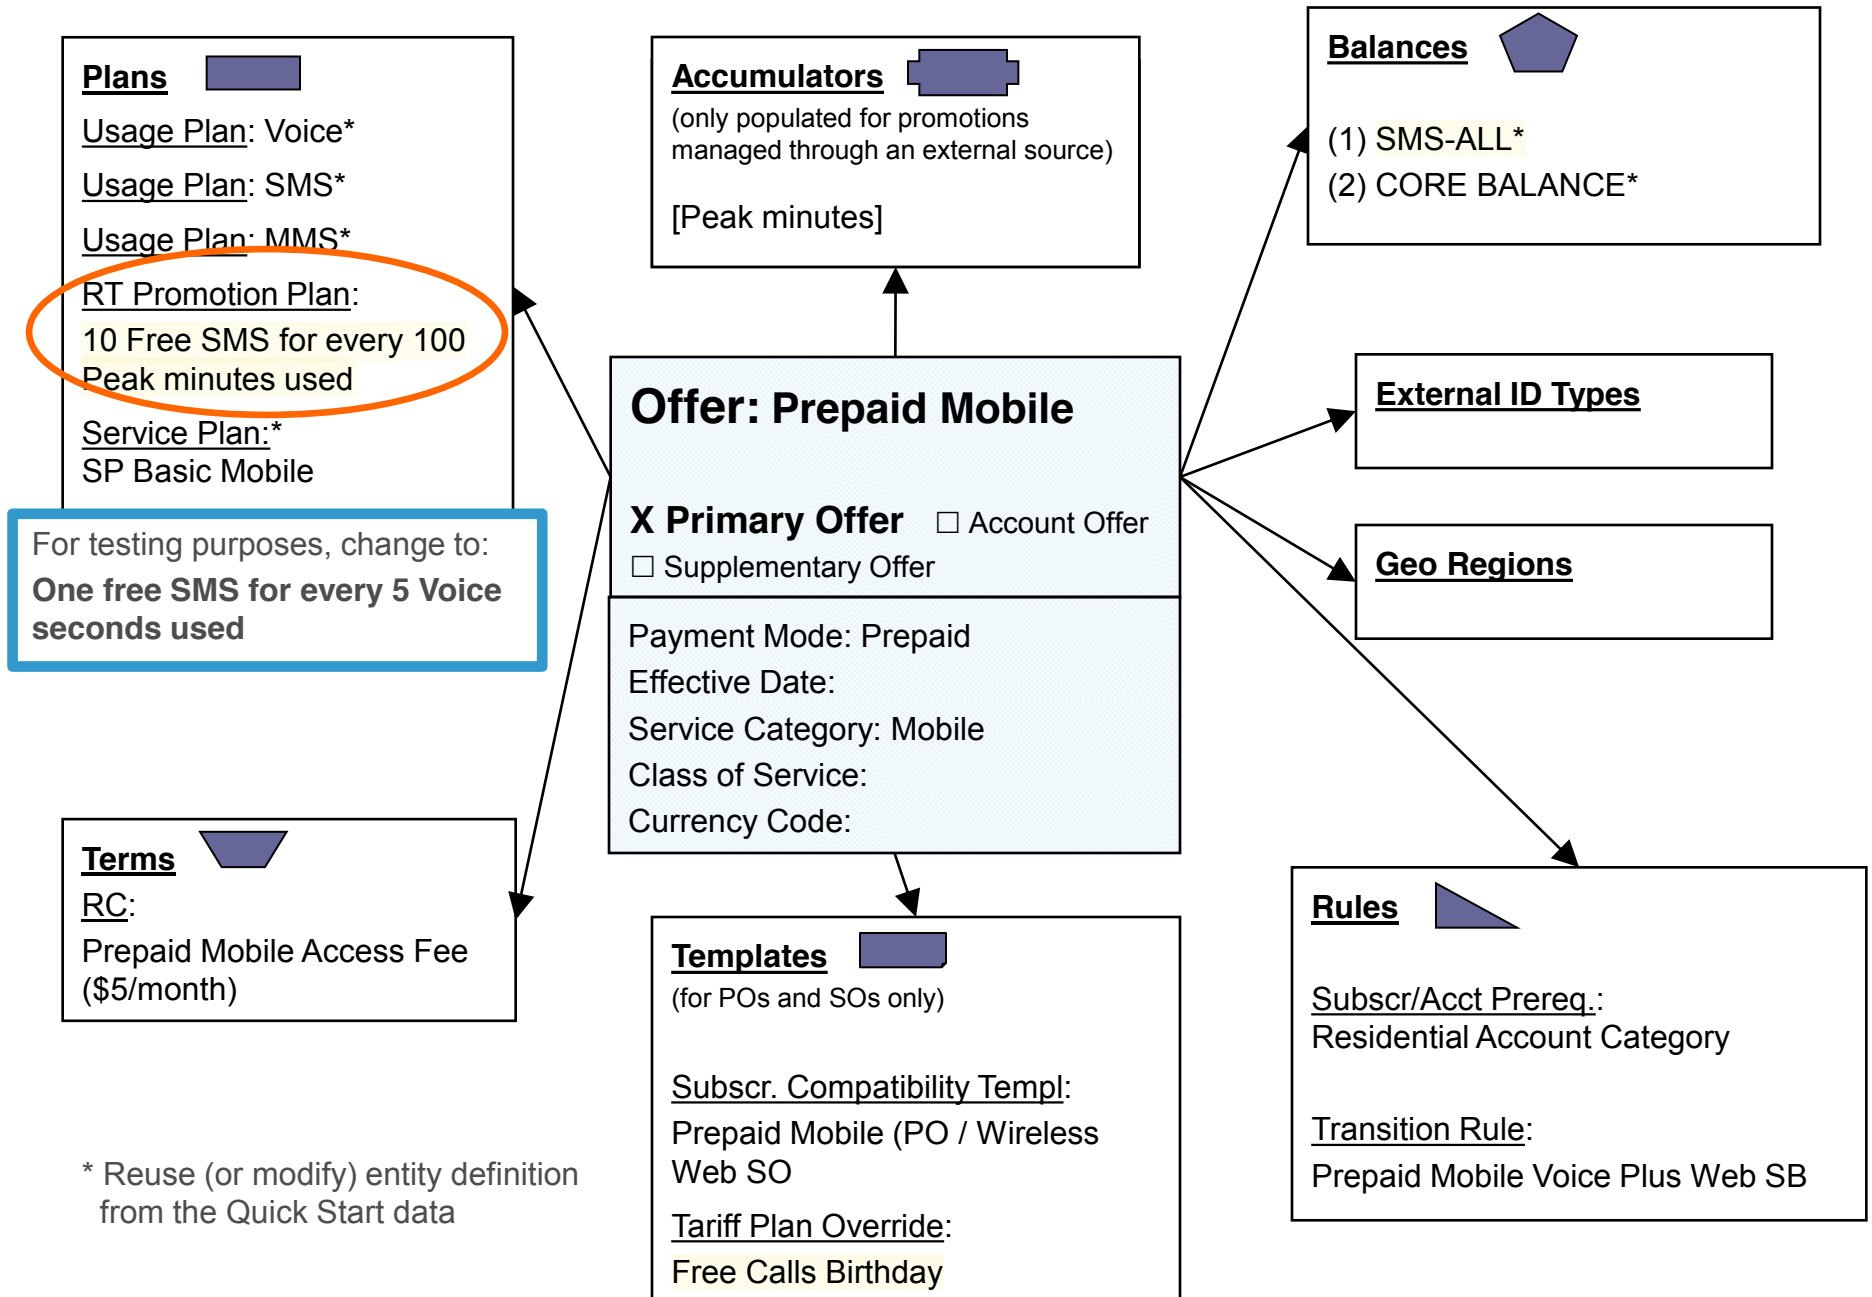 Plans
Usage Plan: Voice*
Usage Plan: SMS*
Usage Plan: MMS*
RT Promotion Plan:
10 Free SMS for every 100
Peak minutes used
Service Plan:*
SP Basic Mobile
For testing purposes, change to:
One free SMS for every 5 Voice
seconds used
Accumulators
(only populated for promotions
managed through an external source)
[Peak minutes]
Balances
(1) SMS-ALL*
(2) CORE BALANCE*
Offer: Prepaid Mobile
X Primary Offer ☐ Account Offer
☐ Supplementary Offer
Payment Mode: Prepaid
Effective Date:
Service Category: Mobile
Class of Service:
Currency Code:
External ID Types
Geo Regions
Terms
RC:
Prepaid Mobile Access Fee
($5/month)
Templates
(for POs and SOs only)
Subscr. Compatibility Templ:
Prepaid Mobile (PO / Wireless
Web SO
Tariff Plan Override:
Free Calls Birthday
Rules
Subscr/Acct Prereq.:
Residential Account Category
Transition Rule:
Prepaid Mobile Voice Plus Web SB
* Reuse (or modify) entity definition
from the Quick Start data